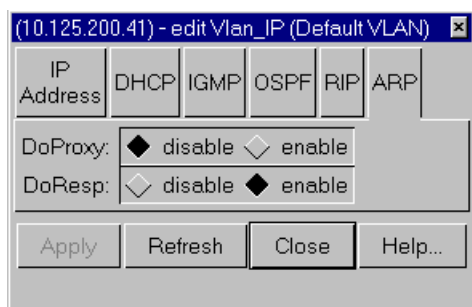 (10.125.200.41) - edit Vlan_IP (Default VLAN)
IP Address DHCP IGMP OSPF RIP ARP
DoProxy: disable enable
DoResp: disable enable
Apply Refresh Close Help...